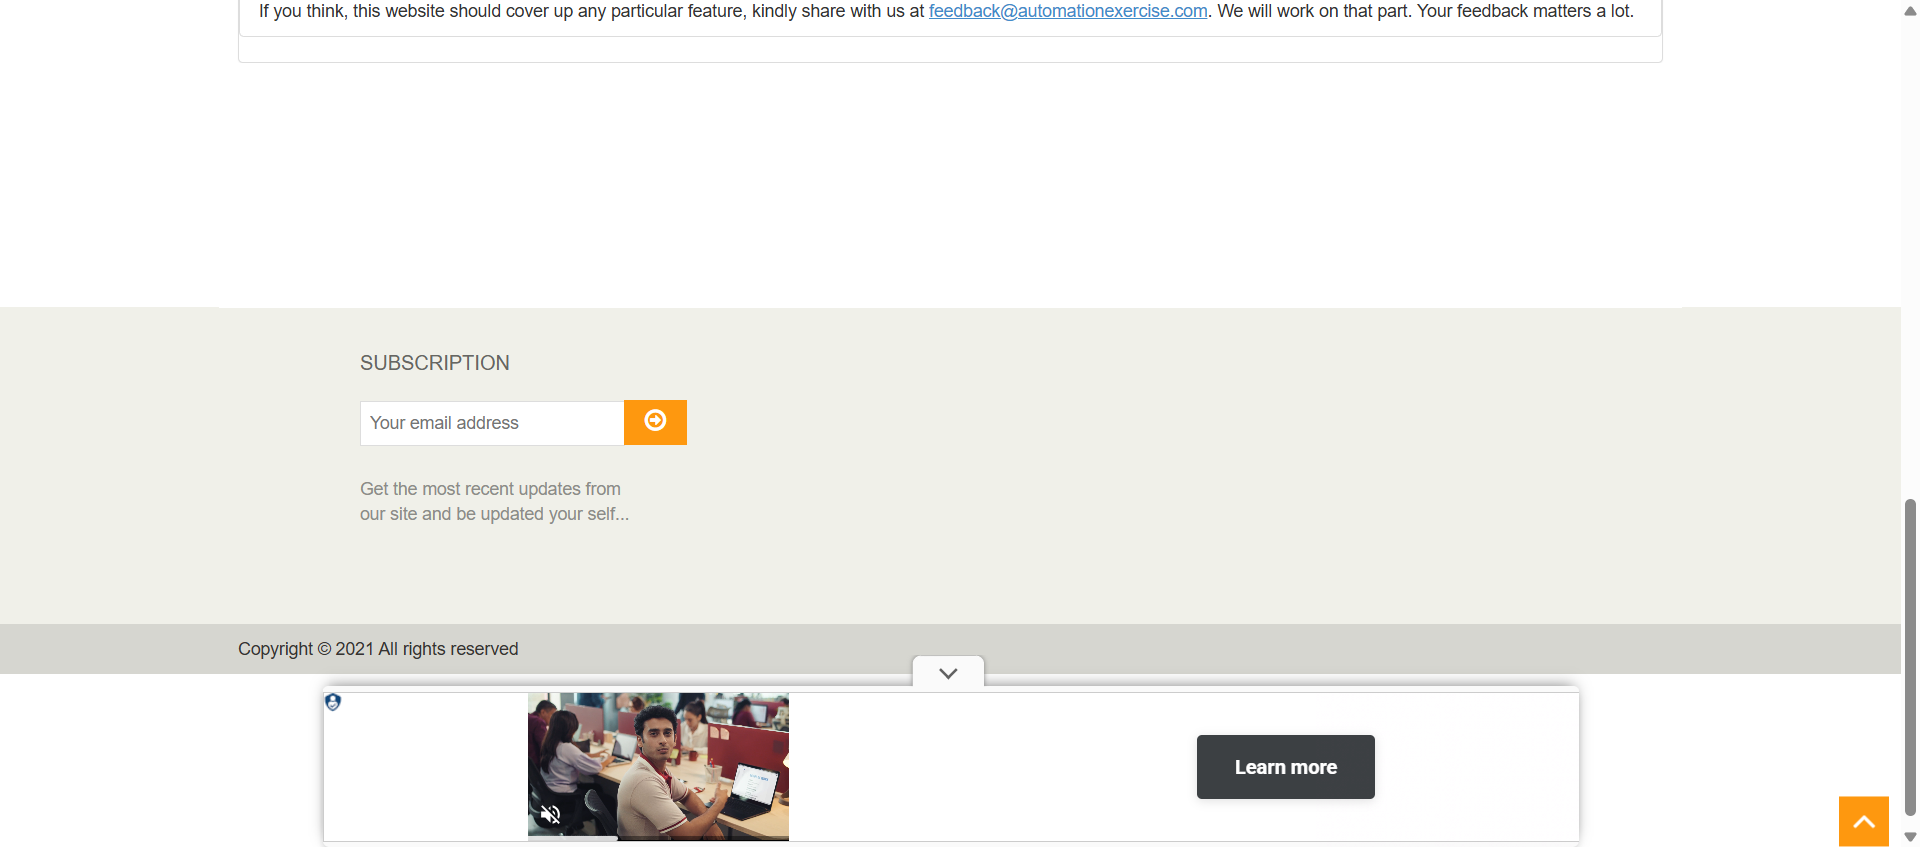 If you think, this website should cover up any particular feature, kindly share with us at feedback@automationexercise.com. We will work on that part. Your feedback matters a lot.
SUBSCRIPTION
Your email address
Get the most recent updates from
our site and be updated your self...
Copyright © 2021 All rights reserved
Learn more